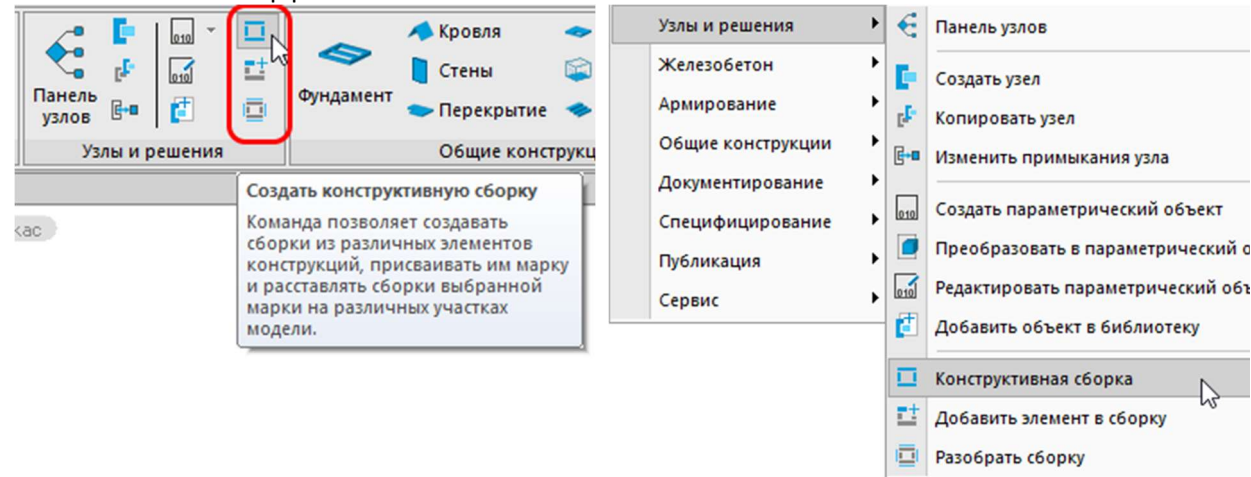 Панель
узлов
Фундамент
Кровля
Стены
Перекрытие
Узлы и решения
Общие констру
Создать конструктивную сборку
Команда позволяет создавать
сборки из различных элементов
конструкций, присваивать им марку
и расставлять сборки выбранной
марки на различных участках
модели.
кас
Узлы и решения
Железобетон
Армирование
Общие конструкции
Документирование
Специфицирование
Публикация
Сервис
Панель узлов
Создать узел
Копировать узел
Изменить примыкания узла
Создать параметрический объект
Преобразовать в параметрический о
Редактировать параметрический объ
Добавить объект в библиотеку
Конструктивная сборка
Добавить элемент в сборку
Разобрать сборку